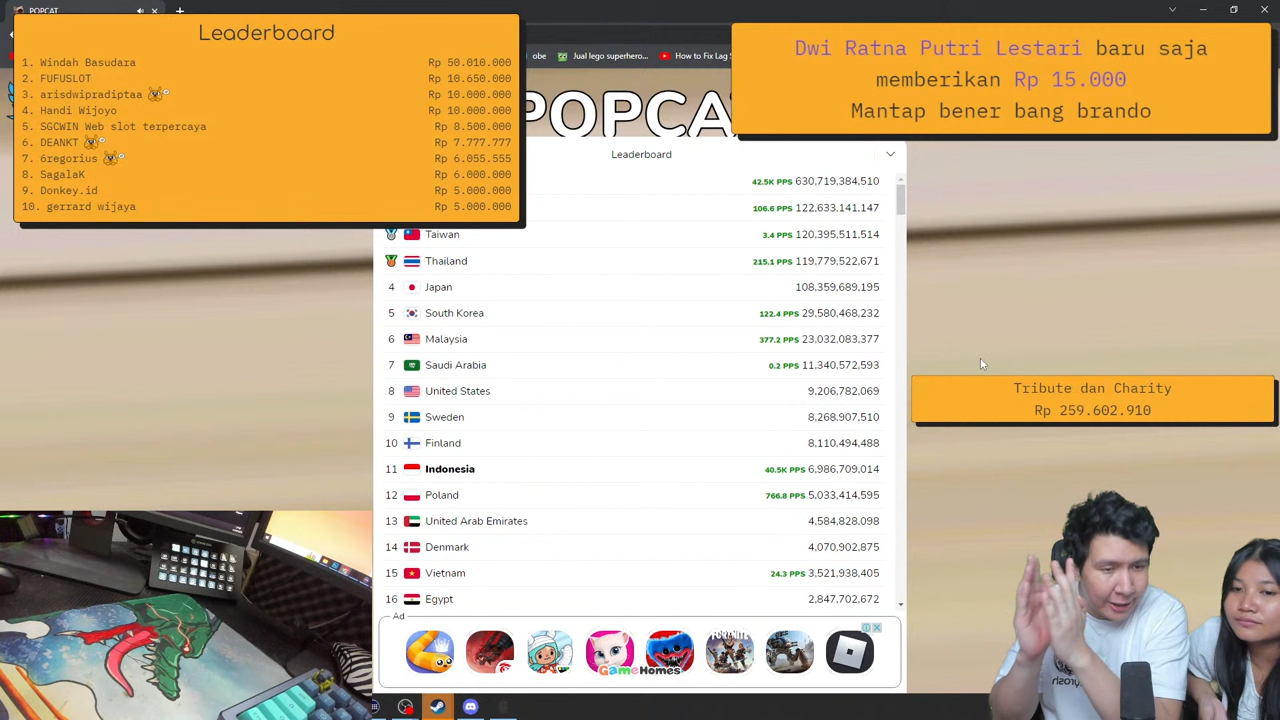 POPCAT
obe
Jual lego superhero...
How to Fix Lag S
Leaderboard
1. Windah Basudara Rp 50.010.000
2. FUFUSLOT Rp 10.650.000
3. arisdwipradiptaa Rp 10.000.000
4. Handi Wijoyo Rp 10.000.000
5. SGCWIN Web slot terpercaya Rp 8.500.000
6. DEANKT Rp 7.777.777
7. 6regorius Rp 6.055.555
8. SagalaK Rp 6.000.000
9. Donkey.id Rp 5.000.000
10. gerrard wijaya Rp 5.000.000
Dwi Ratna Putri Lestari baru saja
memberikan Rp 15.000
Mantap bener bang brando
POPCA
Leaderboard
42.5K PPS 630,719,384,510
106.6 PPS 122,633,141,147
Taiwan 3.4 PPS 120,395,511,514
Thailand 215.1 PPS 119,779,522,671
4 Japan 108,359,689,195
5 South Korea 122.4 PPS 29,580,468,232
6 Malaysia 377.2 PPS 23,032,083,377
7 Saudi Arabia 0.2 PPS 11,340,572,593
8 United States 9,206,782,069
9 Sweden 8,268,907,510
10 Finland 8,110,494,488
11 Indonesia 40.5K PPS 6,986,709,014
12 Poland 766.8 PPS 5,033,414,595
13 United Arab Emirates 4,584,828,098
14 Denmark 4,070,902,875
15 Vietnam 24.3 PPS 3,521,938,405
16 Egypt 2,847,702,672
Tribute dan Charity
Rp 259.602.910
Ad
FORTNITE
GameHomes